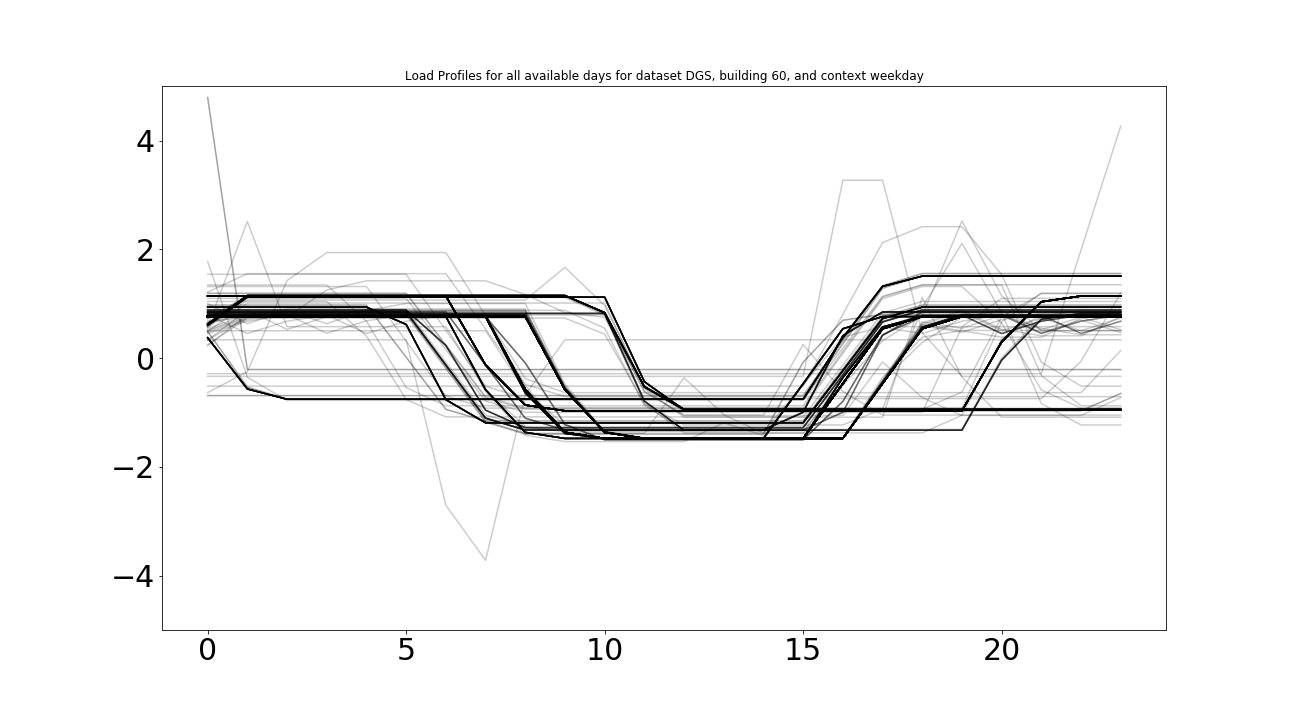 Load Profiles for all available days for dataset DGS, building 60, and context weekday
4
2
0
−2
−4
0 5 10 15 20